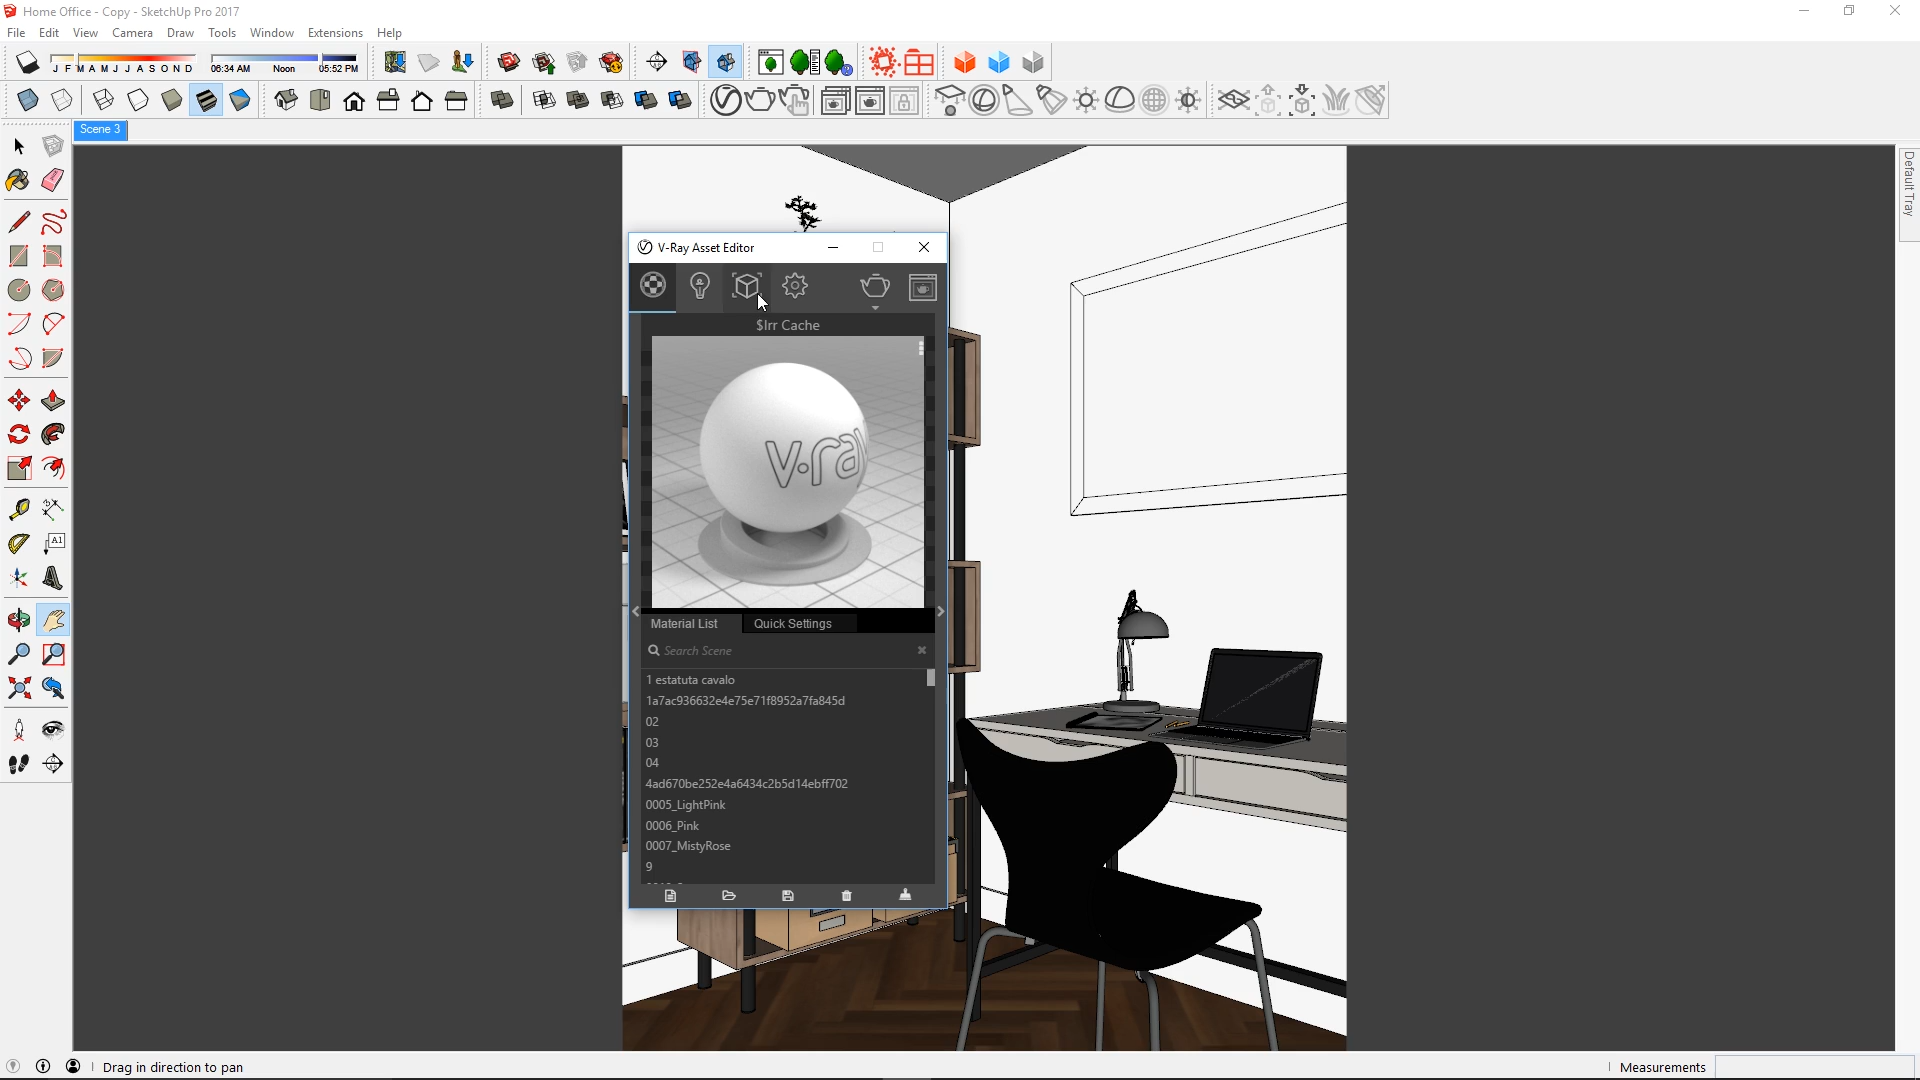 Home Office - Copy - SketchUp Pro 2017
File Edit View Camera Draw Tools Window Extensions Help
J F M A M J J A S O N D
06:34 AM Noon 05:52 PM
Scene 3
Default Tray
V-Ray Asset Editor
$Irr Cache
v·ray
Material List Quick Settings
Search Scene
1 estatuta cavalo
1a7ac936632e4e75e71f8952a7fa845d
02
03
04
4ad670be252e4a6434c2b5d14ebff702
0005_LightPink
0006_Pink
0007_MistyRose
9
A1
Drag in direction to pan
Measurements